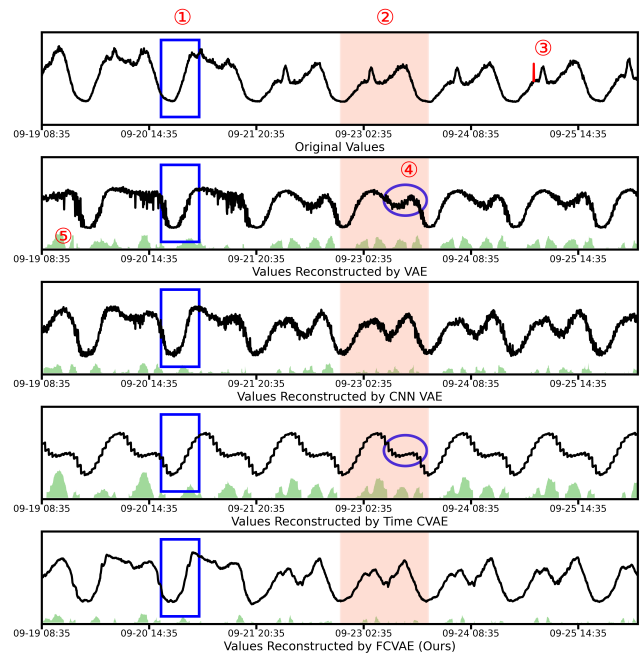 ① ②
③
09-19 08:35 09-20 14:35 09-21 20:35 09-23 02:35 09-24 08:35 09-25 14:35
Original Values
④
⑤
09-19 08:35 09-20 14:35 09-21 20:35 09-23 02:35 09-24 08:35 09-25 14:35
Values Reconstructed by VAE
09-19 08:35 09-20 14:35 09-21 20:35 09-23 02:35 09-24 08:35 09-25 14:35
Values Reconstructed by CNN VAE
09-19 08:35 09-20 14:35 09-21 20:35 09-23 02:35 09-24 08:35 09-25 14:35
Values Reconstructed by Time CVAE
09-19 08:35 09-20 14:35 09-21 20:35 09-23 02:35 09-24 08:35 09-25 14:35
Values Reconstructed by FCVAE (Ours)